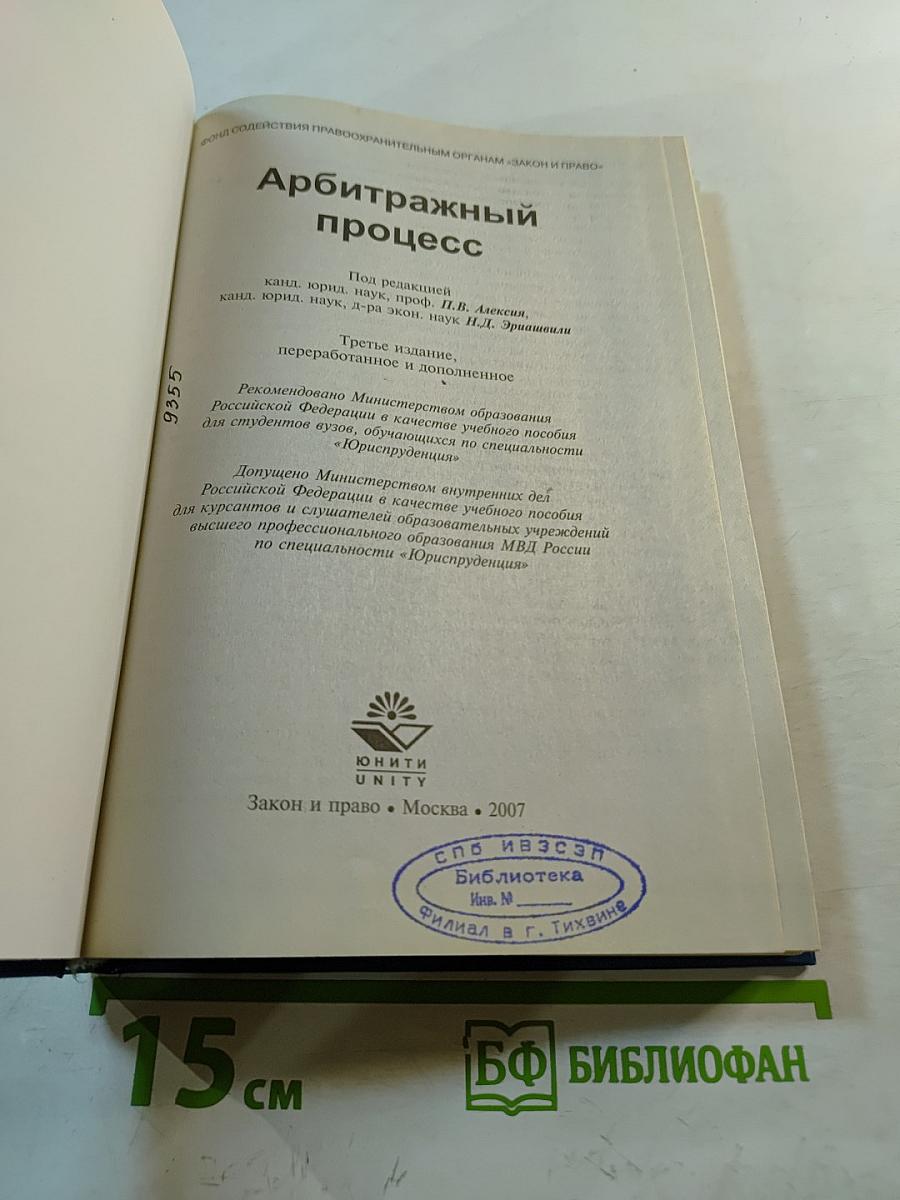 ФОНД СОДЕЙСТВИЯ ПРАВООХРАНИТЕЛЬНЫМ ОРГАНАМ «ЗАКОН И ПРАВО»
Арбитражный
процесс
Под редакцией
канд. юрид. наук, проф. П.В. Алексия,
канд. юрид. наук, д-ра экон. наук Н.Д. Эриашвили
Третье издание,
переработанное и дополненное
Рекомендовано Министерством образования
Российской Федерации в качестве учебного пособия
для студентов вузов, обучающихся по специальности
«Юриспруденция»
Допущено Министерством внутренних дел
Российской Федерации в качестве учебного пособия
для курсантов и слушателей образовательных учреждений
высшего профессионального образования МВД России
по специальности «Юриспруденция»
9355
ЮНИТИ
UNITY
Закон и право • Москва • 2007
СПб ИВЭСЭП
Библиотека
Инв. №
Филиал в г. Тихвине
15 см
БФ БИБЛИОФАН